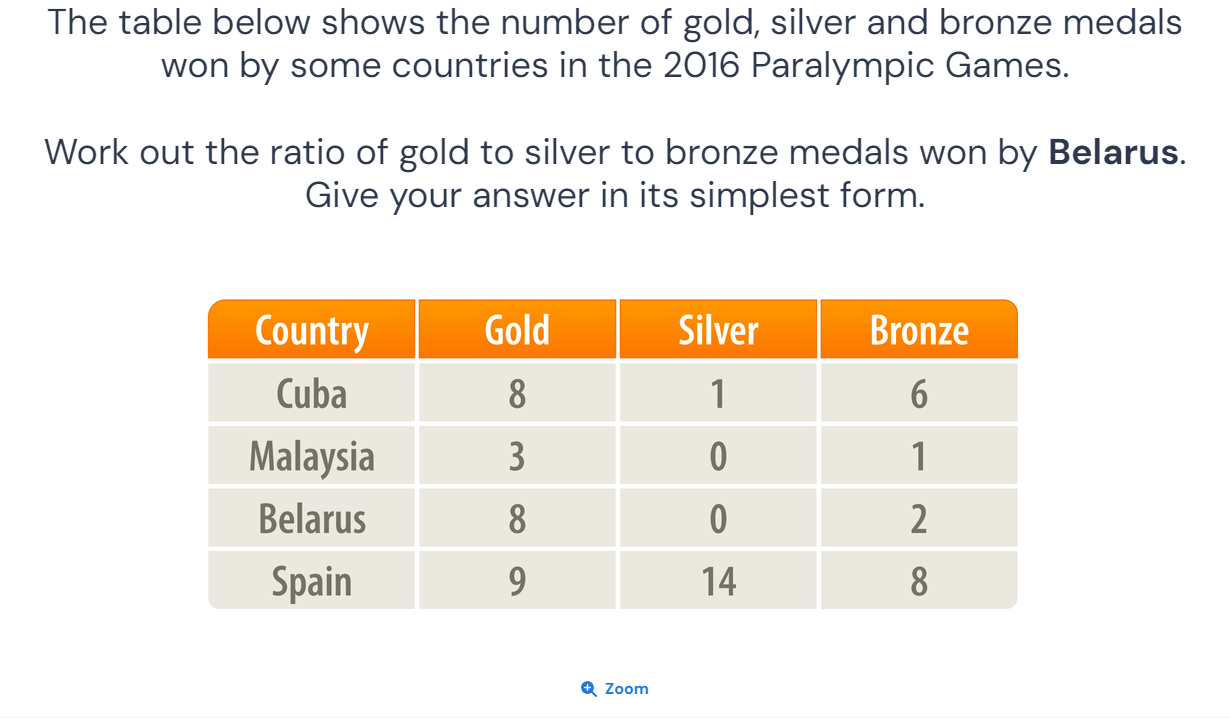 The table below shows the number of gold, silver and bronze medals
won by some countries in the 2016 Paralympic Games.
Work out the ratio of gold to silver to bronze medals won by Belarus.
Give your answer in its simplest form.
Country Gold Silver Bronze
Cuba 8 1 6
Malaysia 3 0 1
Belarus 8 0 2
Spain 9 14 8
Zoom